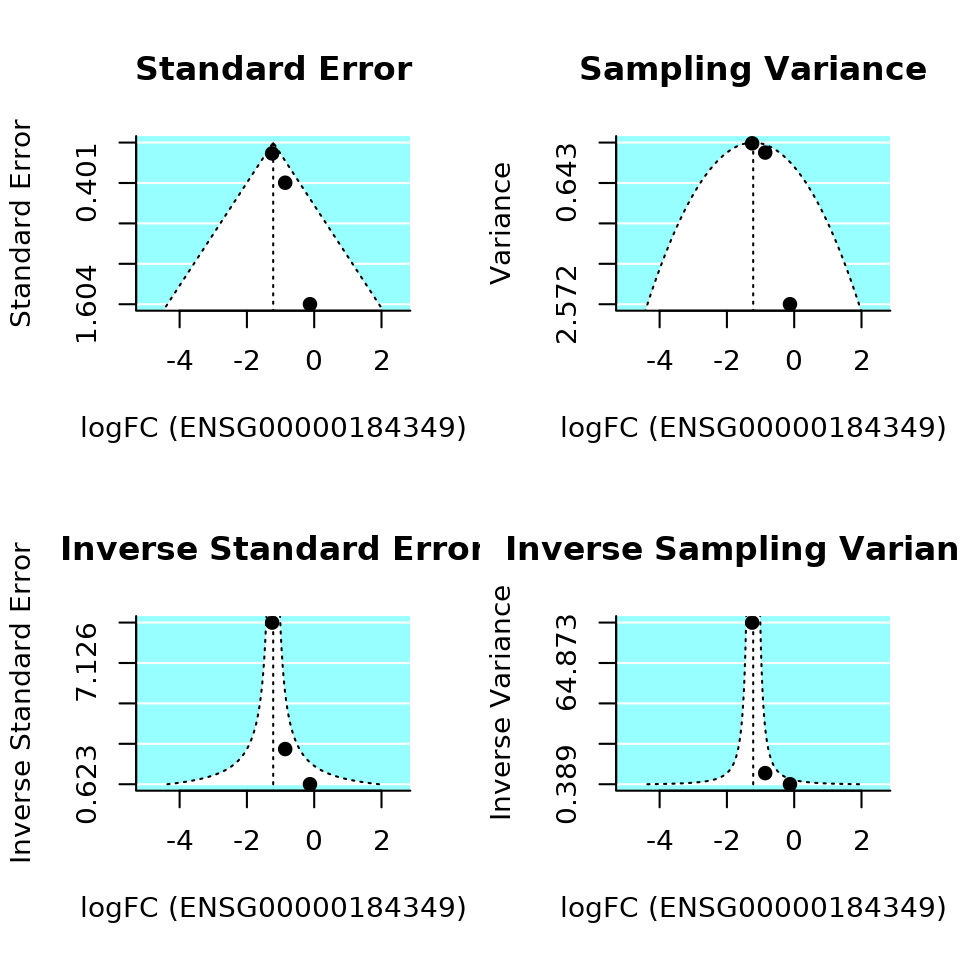 Standard Error
Standard Error
0.401
1.604
-4 -2 0 2
logFC (ENSG00000184349)
Sampling Variance
Variance
0.643
2.572
-4 -2 0 2
logFC (ENSG00000184349)
Inverse Standard Error
Inverse Standard Error
7.126
0.623
-4 -2 0 2
logFC (ENSG00000184349)
Inverse Sampling Varian
Inverse Variance
64.873
0.389
-4 -2 0 2
logFC (ENSG00000184349)